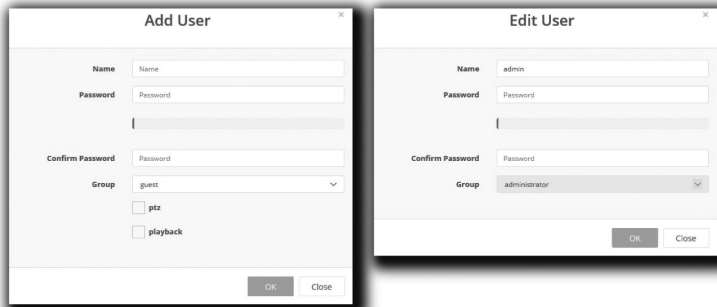 Add User
×
Name
Name
Password
Password
Confirm Password
Password
Group
guest
ptz
playback
OK
Close
Edit User
×
Name
admin
Password
Password
Confirm Password
Password
Group
administrator
OK
Close